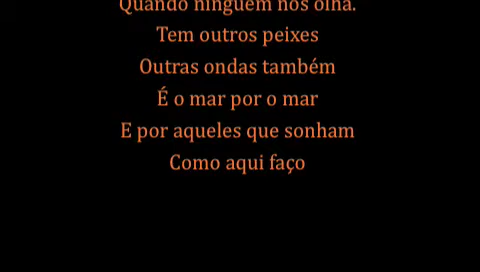 Quando ninguém nos olha.
Tem outros peixes
Outras ondas também
É o mar por o mar
E por aqueles que sonham
Como aqui faço